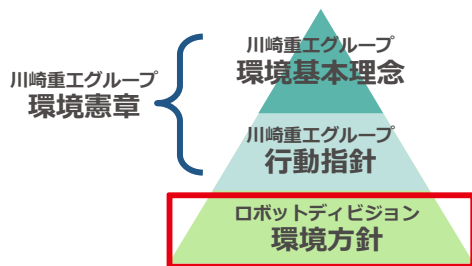 川崎重工グループ
環境基本理念
川崎重工グループ
環境憲章
川崎重工グループ
行動指針
ロボットディビジョン
環境方針